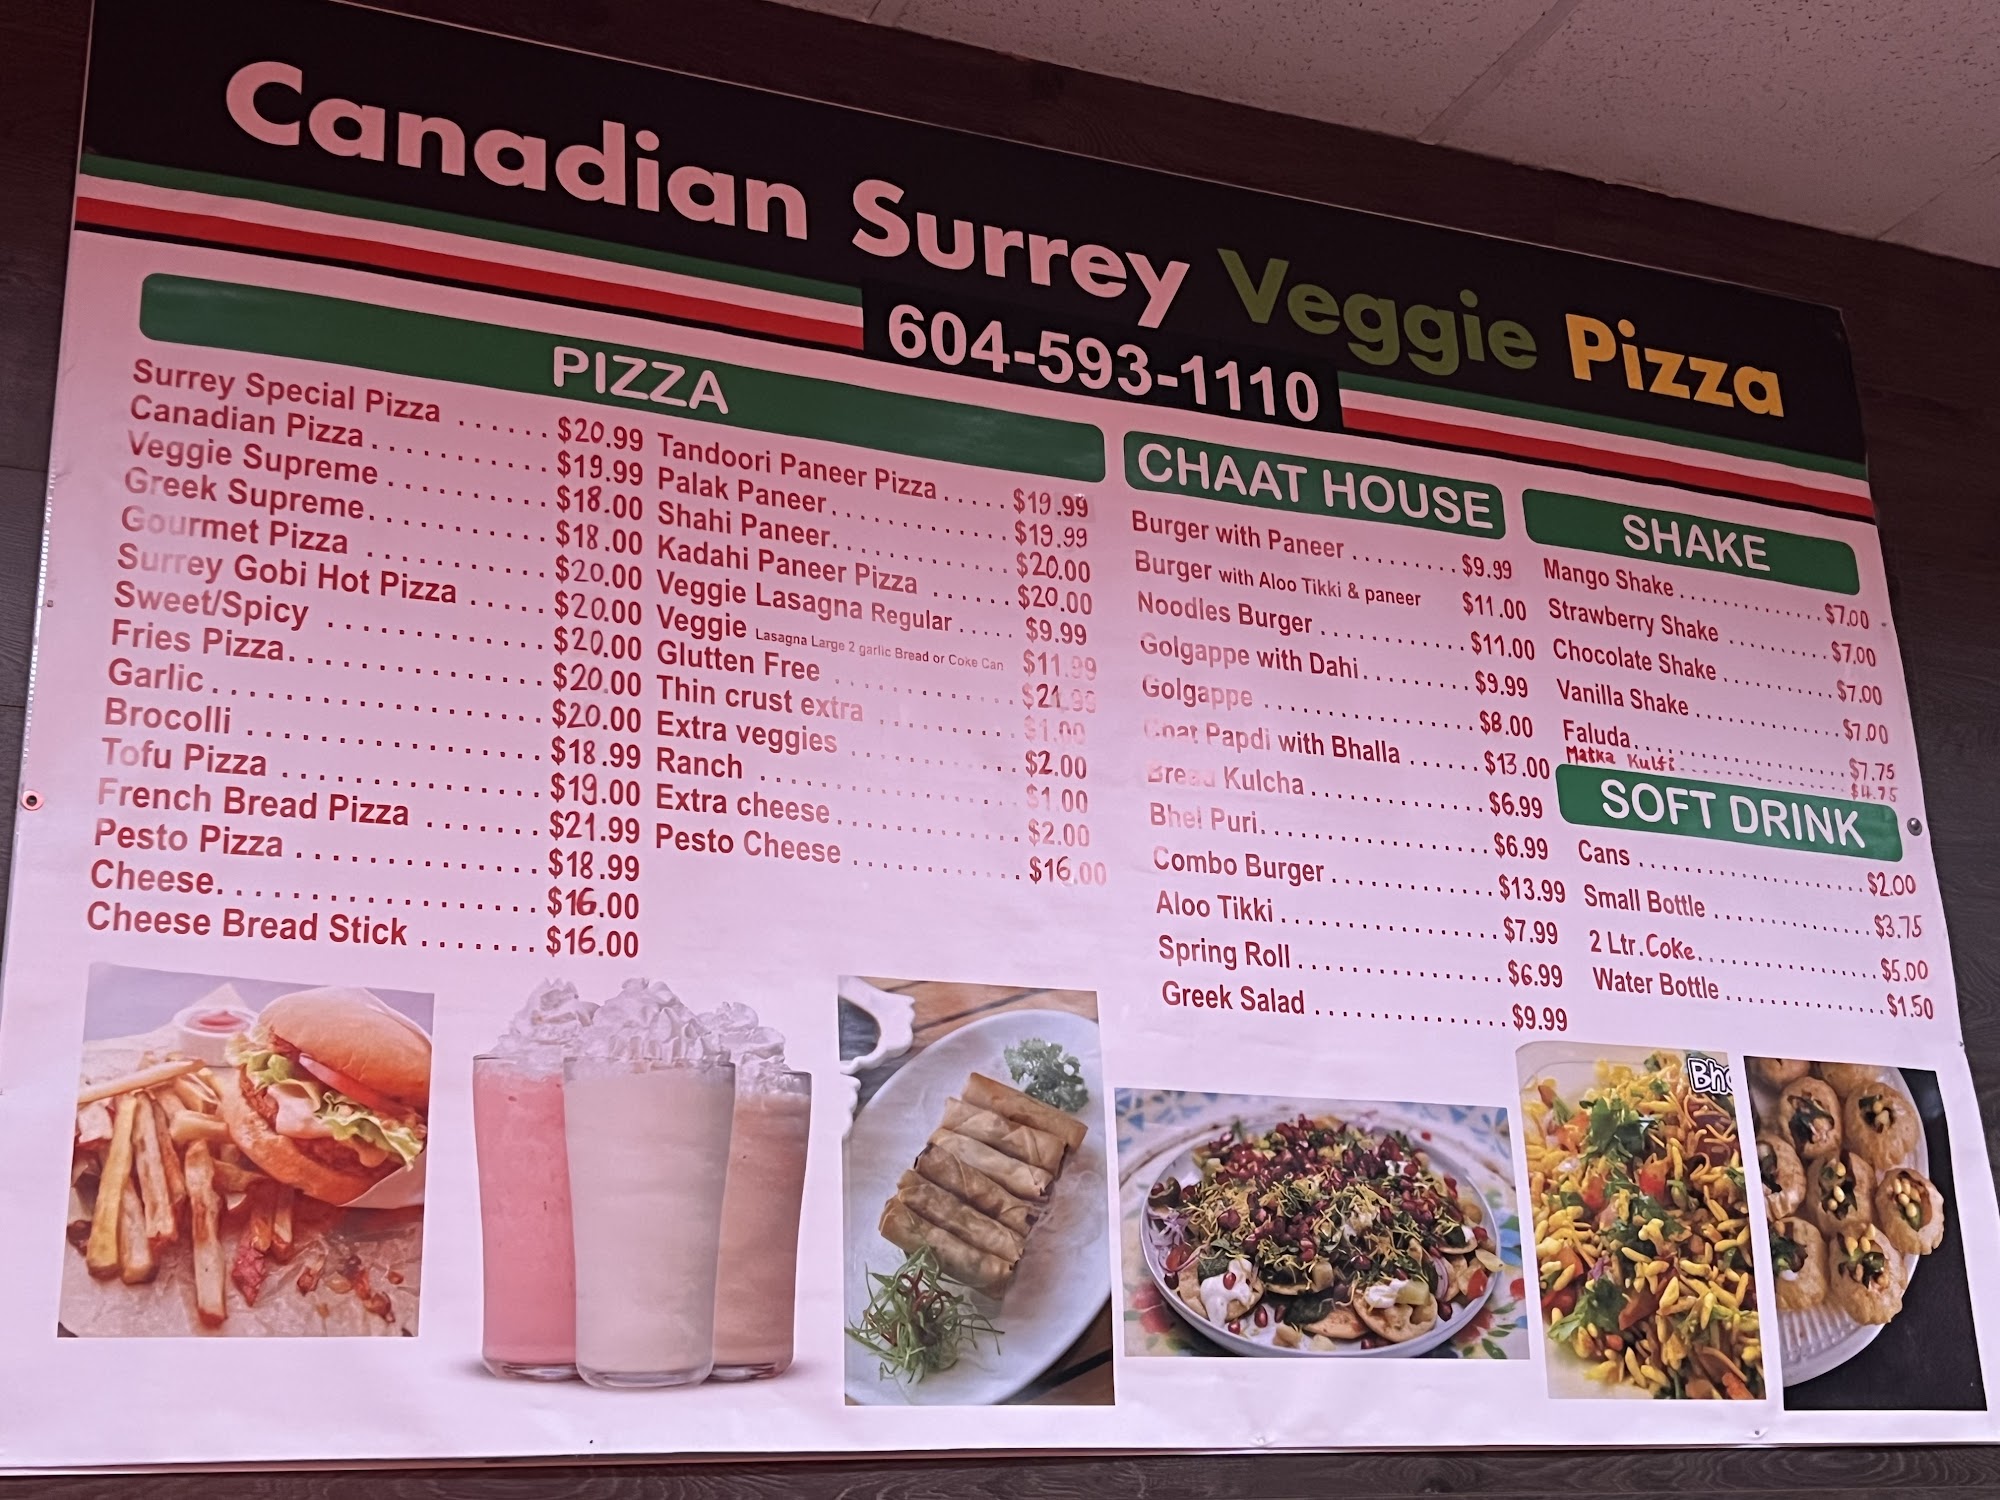 Canadian Surrey Veggie Pizza
604-593-1110
PIZZA
Surrey Special Pizza ...... $20.99
Canadian Pizza........... $19.99
Veggie Supreme .......... $18.00
Greek Supreme........... $18.00
Gourmet Pizza .......... $20.00
Surrey Gobi Hot Pizza ..... $20.00
Sweet/Spicy ............ $20.00
Fries Pizza.............. $20.00
Garlic.................. $20.00
Brocolli ................ $18.99
Tofu Pizza .............. $19.00
French Bread Pizza ....... $21.99
Pesto Pizza ............. $18.99
Cheese................. $16.00
Cheese Bread Stick ....... $16.00
Tandoori Paneer Pizza..... $19.99
Palak Paneer............ $19.99
Shahi Paneer............ $20.00
Kadahi Paneer Pizza ...... $20.00
Veggie Lasagna Regular ..... $9.99
Veggie Lasagna Large 2 garlic Bread or Coke Can $11.99
Glutten Free ............. $21.99
Thin crust extra .......... $1.00
Extra veggies ............ $2.00
Ranch .................. $1.00
Extra cheese............. $2.00
Pesto Cheese ............ $16.00
CHAAT HOUSE
Burger with Paneer ........ $9.99
Burger with Aloo Tikki & paneer $11.00
Noodles Burger ........... $11.00
Golgappe with Dahi......... $9.99
Golgappe ................ $8.00
Chat Papdi with Bhalla ...... $13.00
Bread Kulcha ............. $6.99
Bhel Puri................. $6.99
Combo Burger ............ $13.99
Aloo Tikki ................ $7.99
Spring Roll ............... $6.99
Greek Salad .............. $9.99
SHAKE
Mango Shake ............ $7.00
Strawberry Shake ......... $7.00
Chocolate Shake........... $7.00
Vanilla Shake ............. $7.00
Faluda.................. $7.75
Matka Kulfi .............. $4.75
SOFT DRINK
Cans ................... $2.00
Small Bottle ............. $3.75
2 Ltr.Coke............... $5.00
Water Bottle ............. $1.50